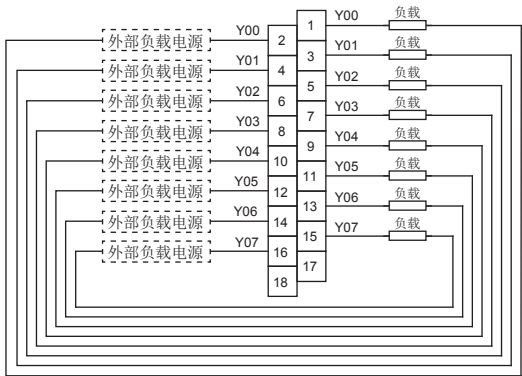 Y00 负载
1
外部负载电源 Y00 2
Y01 负载
3
外部负载电源 Y01 4
Y02 负载
5
外部负载电源 Y02 6
Y03 负载
7
外部负载电源 Y03 8
Y04 负载
9
外部负载电源 Y04 10
Y05 负载
11
外部负载电源 Y05 12
Y06 负载
13
外部负载电源 Y06 14
Y07 负载
15
外部负载电源 Y07 16
17
18